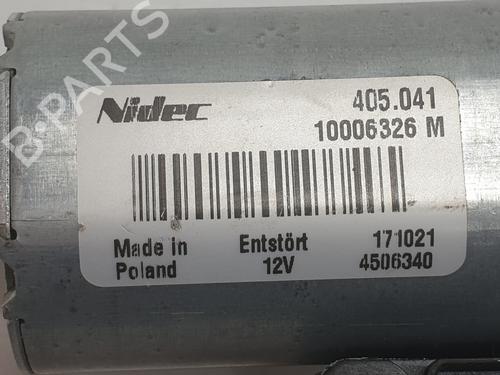 B-PARTS
Nidec 405.041
10006326 M
Made in Entstört 171021
Poland 12V 4506340